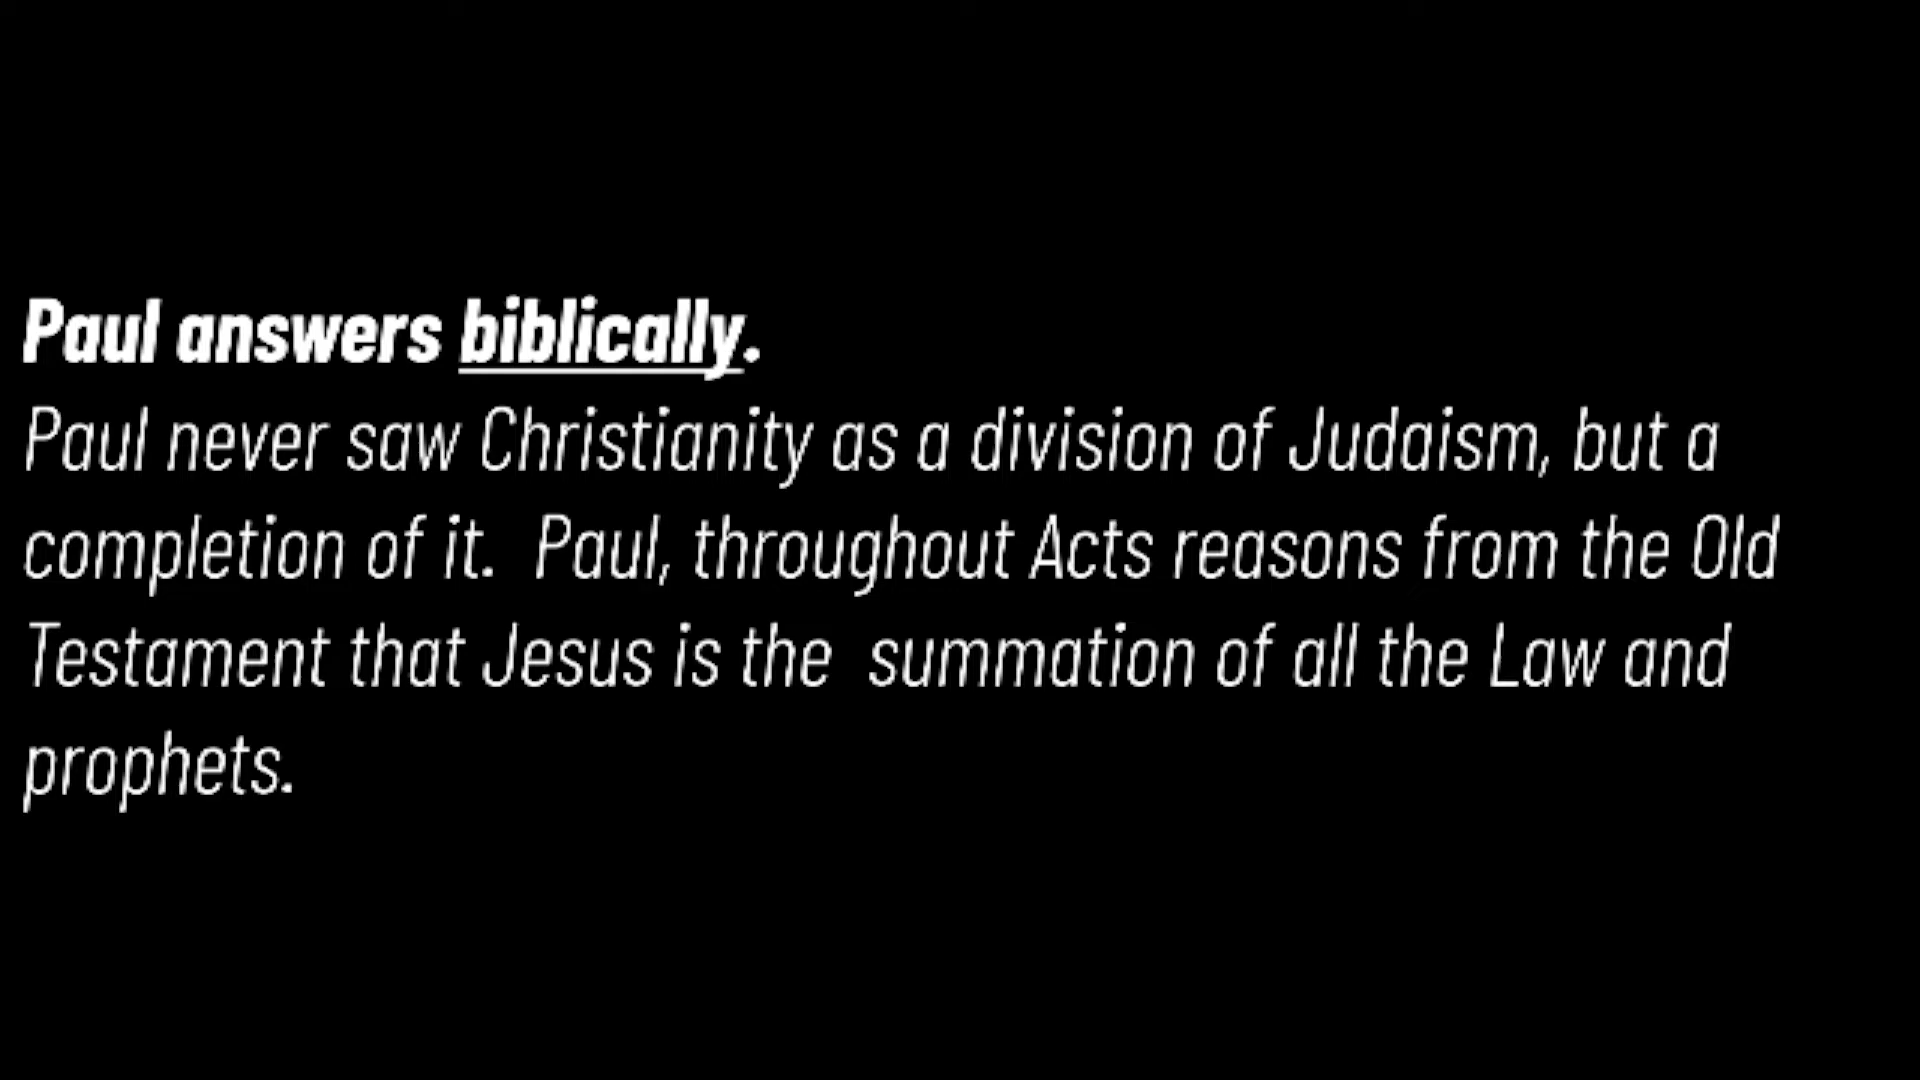 Paul answers biblically.
Paul never saw Christianity as a division of Judaism, but a
completion of it.  Paul, throughout Acts reasons from the Old
Testament that Jesus is the  summation of all the Law and
prophets.